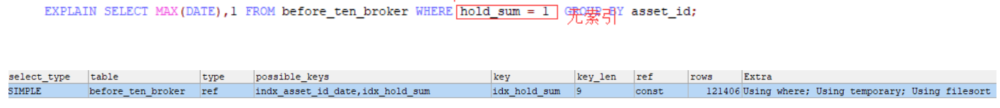 EXPLAIN SELECT MAX(DATE),1 FROM before_ten_broker WHERE hold_sum = 1 GROUP BY asset_id;
无索引
select_type table type possible_keys key key_len ref rows Extra
SIMPLE before_ten_broker ref indx_asset_id_date,idx_hold_sum idx_hold_sum 9 const 121406 Using where; Using temporary; Using filesort